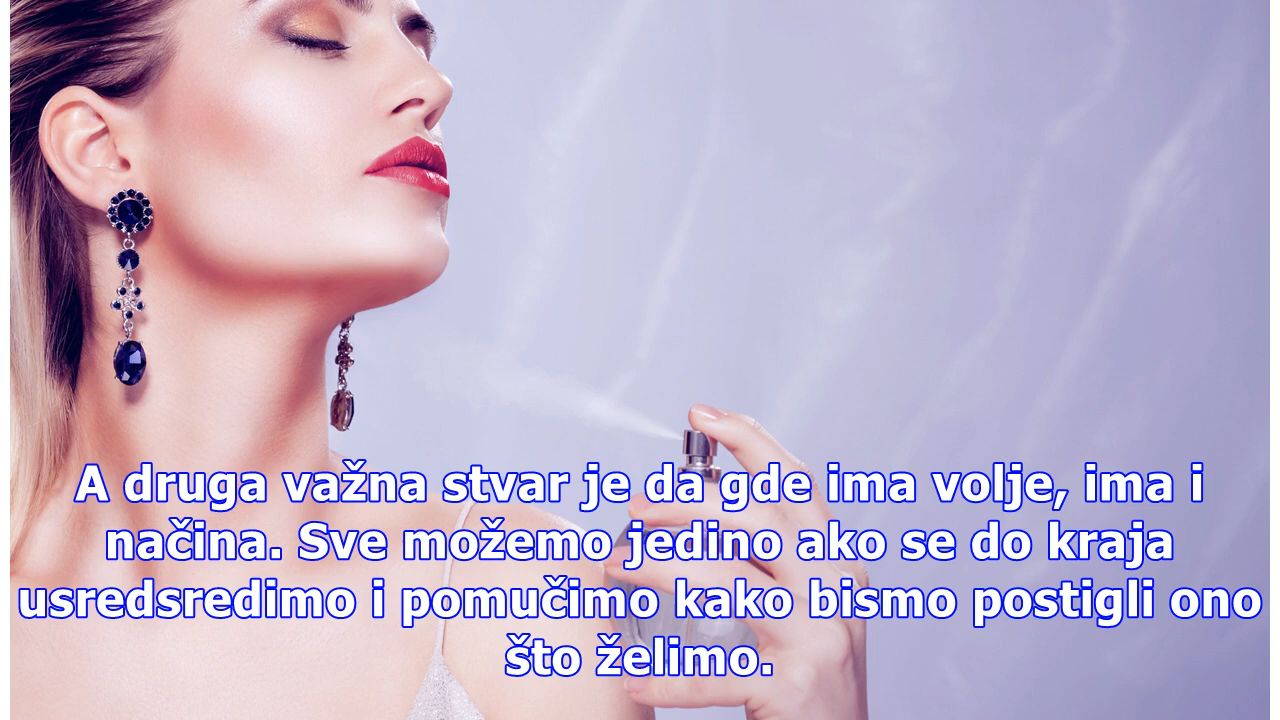 A druga važna stvar je da gde ima volje, ima i
načina. Sve možemo jedino ako se do kraja
usredsredimo i pomučimo kako bismo postigli ono
što želimo.